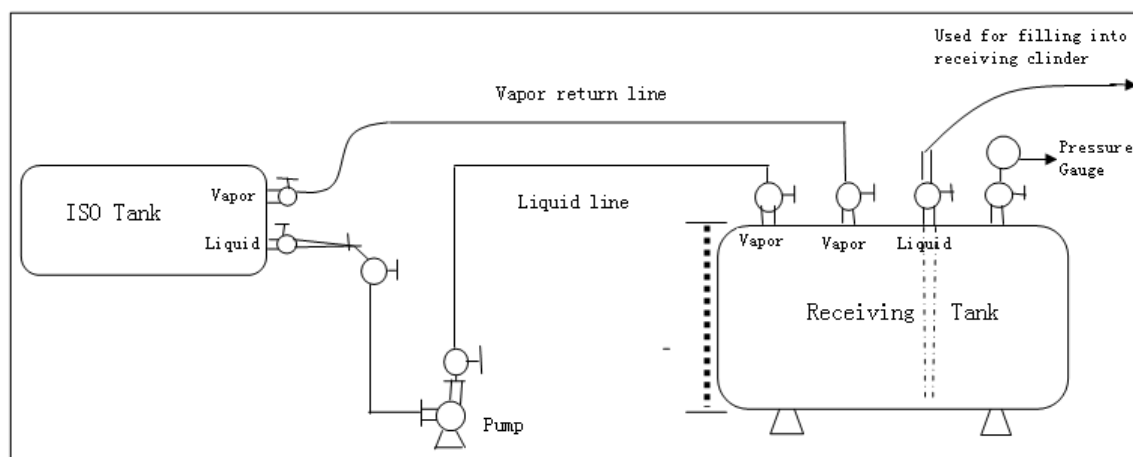 Used for filling into
receiving clinder
Vapor return line
Pressure
Gauge
Vapor
ISO Tank
Liquid line
Liquid
Vapor
Vapor
Liquid
Receiving Tank
Pump